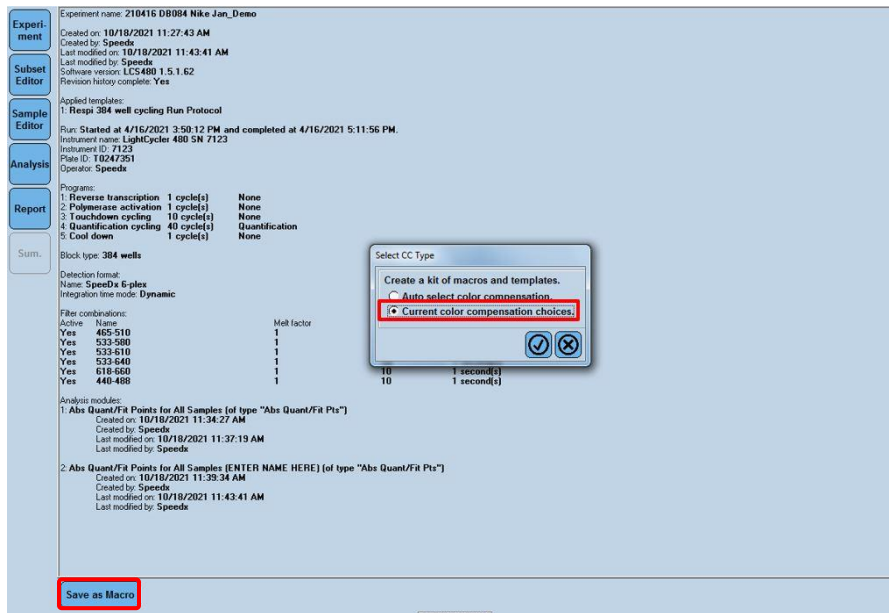 Experi-
ment
Subset
Editor
Sample
Editor
Analysis
Report
Sum.
Experiment name: 210416 DB084 Nike Jan_Demo
Created on: 10/18/2021 11:27:43 AM
Created by: Speedx
Last modified on: 10/18/2021 11:43:41 AM
Last modified by: Speedx
Software version: LCS480 1.5.1.62
Revision history complete: Yes
Applied templates:
1: Respi 384 well cycling Run Protocol
Run: Started at 4/16/2021 3:50:12 PM and completed at 4/16/2021 5:11:56 PM.
Instrument name: LightCycler 480 SN 7123
Instrument ID: 7123
Plate ID: T0247351
Operator: Speedx
Programs:
1: Reverse transcription 1 cycle(s) None
2: Polymerase activation 1 cycle(s) None
3: Touchdown cycling 10 cycle(s) None
4: Quantification cycling 40 cycle(s) Quantification
5: Cool down 1 cycle(s) None
Block type: 384 wells
Detection format:
Name: SpeeDx 6-plex
Integration time mode: Dynamic
Filter combinations:
Active Name Melt factor
Yes 465-510 1
Yes 533-580 1
Yes 533-610 1
Yes 533-640 1
Yes 618-660 1 10 1 second(s)
Yes 440-488 1 10 1 second(s)
Analysis modules:
1: Abs Quant/Fit Points for All Samples (of type "Abs Quant/Fit Pts")
Created on: 10/18/2021 11:34:27 AM
Created by: Speedx
Last modified on: 10/18/2021 11:37:19 AM
Last modified by: Speedx
2: Abs Quant/Fit Points for All Samples (ENTER NAME HERE) (of type "Abs Quant/Fit Pts")
Created on: 10/18/2021 11:39:34 AM
Created by: Speedx
Last modified on: 10/18/2021 11:43:41 AM
Last modified by: Speedx
Select CC Type
Create a kit of macros and templates.
Auto select color compensation.
Current color compensation choices.
Save as Macro